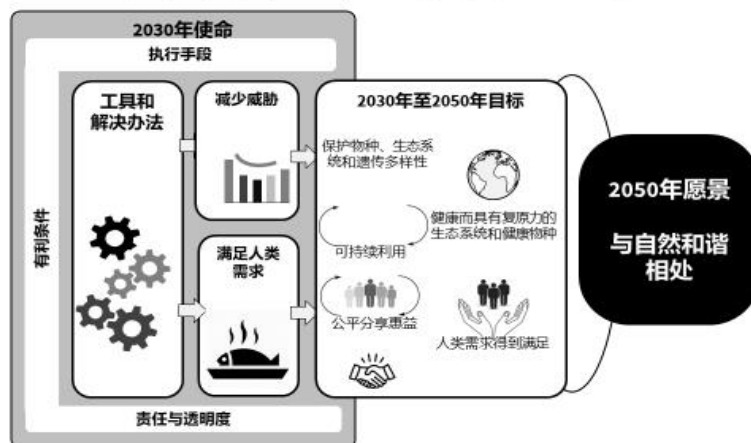 2030年使命
执行手段
有利条件
工具和
解决办法
减少威胁
满足人类
需求
2030年至2050年目标
保护物种、生态系
统和遗传多样性
健康而具有复原力的
生态系统和健康物种
可持续利用
公平分享惠益
人类需求得到满足
2050年愿景
与自然和谐
相处
责任与透明度